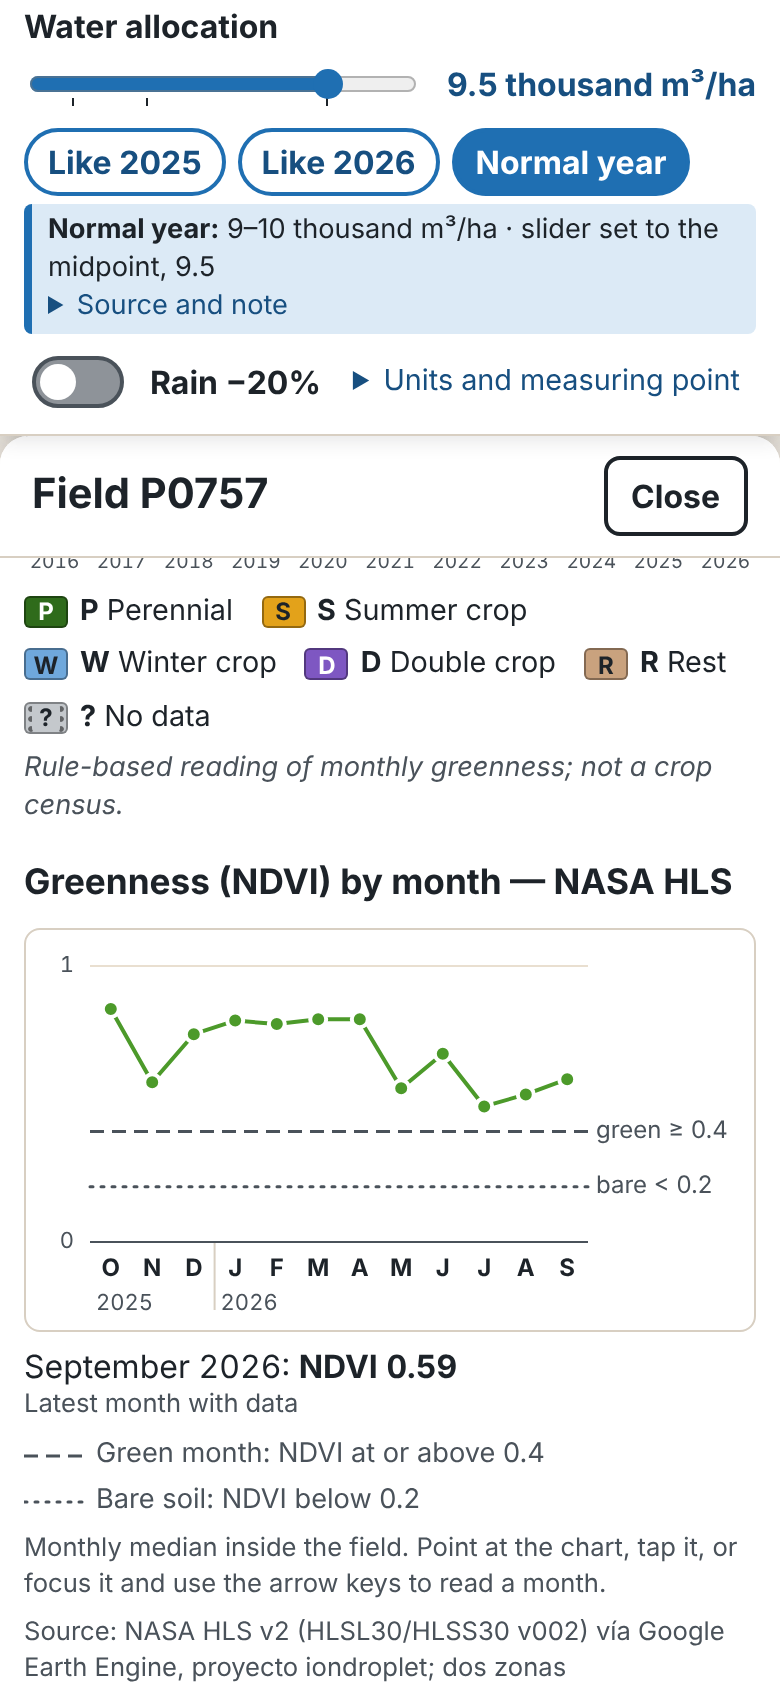 Water allocation
9.5 thousand m³/ha
Like 2025 Like 2026 Normal year
Normal year: 9–10 thousand m³/ha · slider set to the
midpoint, 9.5
▶ Source and note
Rain −20% ▶ Units and measuring point
Field P0757 Close
2016 2017 2018 2019 2020 2021 2022 2023 2024 2025 2026
P P Perennial S S Summer crop
W W Winter crop D D Double crop R R Rest
? ? No data
Rule-based reading of monthly greenness; not a crop
census.
Greenness (NDVI) by month — NASA HLS
1
green ≥ 0.4
bare < 0.2
0
O N D J F M A M J J A S
2025 2026
September 2026: NDVI 0.59
Latest month with data
Green month: NDVI at or above 0.4
Bare soil: NDVI below 0.2
Monthly median inside the field. Point at the chart, tap it, or
focus it and use the arrow keys to read a month.
Source: NASA HLS v2 (HLSL30/HLSS30 v002) vía Google
Earth Engine, proyecto iondroplet; dos zonas